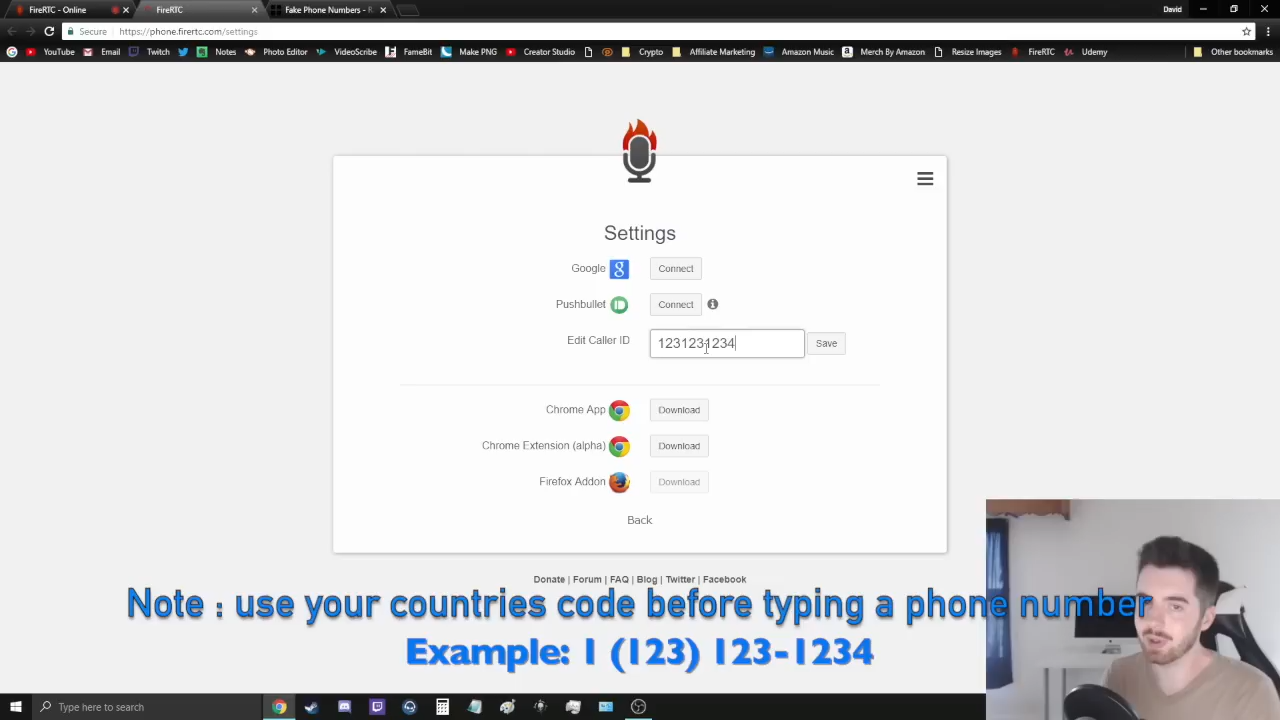 FireRTC - Online
FireRTC
Fake Phone Numbers - R
David
Secure
https://phone.firertc.com/settings
YouTube
Email
Twitch
Notes
Photo Editor
VideoScribe
FameBit
Make PNG
Creator Studio
Crypto
Affiliate Marketing
Amazon Music
Merch By Amazon
Resize Images
FireRTC
Udemy
Other bookmarks
Settings
Google
Connect
Pushbullet
Connect
Edit Caller ID
1231231234
Save
Chrome App
Download
Chrome Extension (alpha)
Download
Firefox Addon
Download
Back
Donate | Forum | FAQ | Blog | Twitter | Facebook
Note : use your countries code before typing a phone number
Example: 1 (123) 123-1234
Type here to search